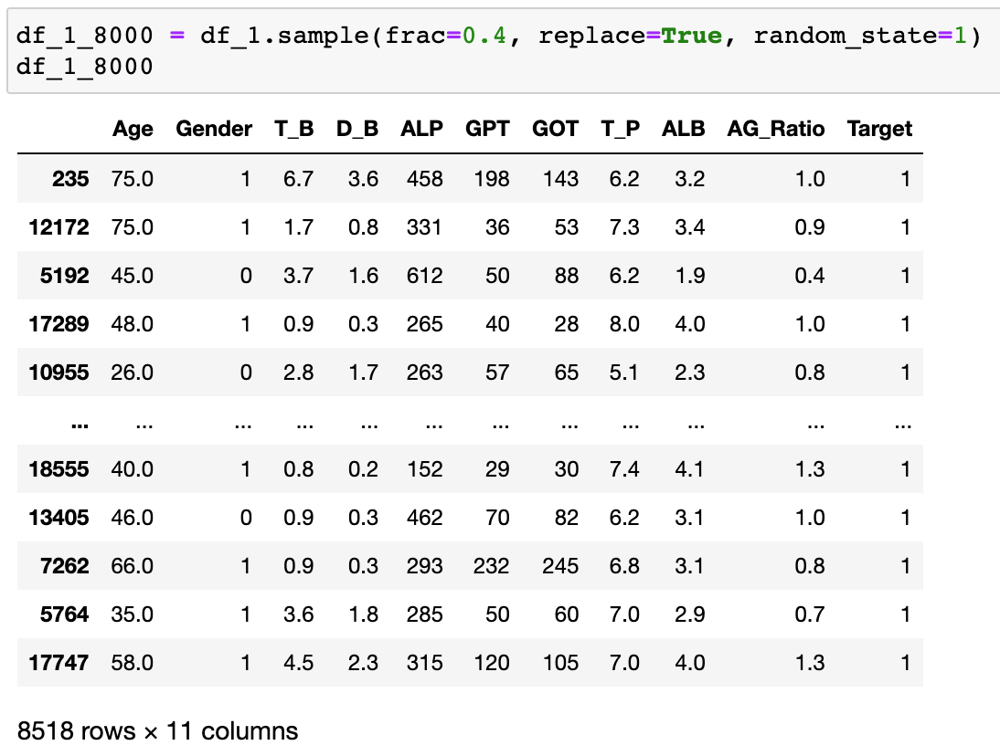 df_1_8000 = df_1.sample(frac=0.4, replace=True, random_state=1)
df_1_8000
Age Gender T_B D_B ALP GPT GOT T_P ALB AG_Ratio Target
235 75.0 1 6.7 3.6 458 198 143 6.2 3.2 1.0 1
12172 75.0 1 1.7 0.8 331 36 53 7.3 3.4 0.9 1
5192 45.0 0 3.7 1.6 612 50 88 6.2 1.9 0.4 1
17289 48.0 1 0.9 0.3 265 40 28 8.0 4.0 1.0 1
10955 26.0 0 2.8 1.7 263 57 65 5.1 2.3 0.8 1
... ... ... ... ... ... ... ... ... ... ... ...
18555 40.0 1 0.8 0.2 152 29 30 7.4 4.1 1.3 1
13405 46.0 0 0.9 0.3 462 70 82 6.2 3.1 1.0 1
7262 66.0 1 0.9 0.3 293 232 245 6.8 3.1 0.8 1
5764 35.0 1 3.6 1.8 285 50 60 7.0 2.9 0.7 1
17747 58.0 1 4.5 2.3 315 120 105 7.0 4.0 1.3 1
8518 rows × 11 columns